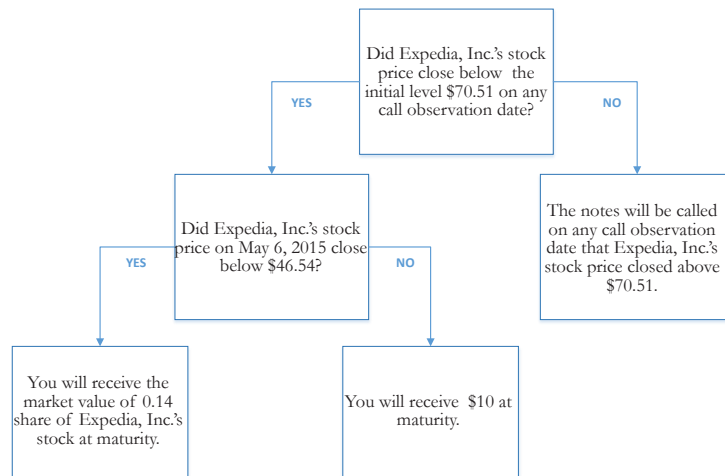 Did Expedia, Inc.'s stock
price close below the
initial level $70.51 on any
call observation date?
YES
NO
Did Expedia, Inc.'s stock
price on May 6, 2015 close
below $46.54?
The notes will be called
on any call observation
date that Expedia, Inc.'s
stock price closed above
$70.51.
YES
NO
You will receive the
market value of 0.14
share of Expedia, Inc.'s
stock at maturity.
You will receive $10 at
maturity.